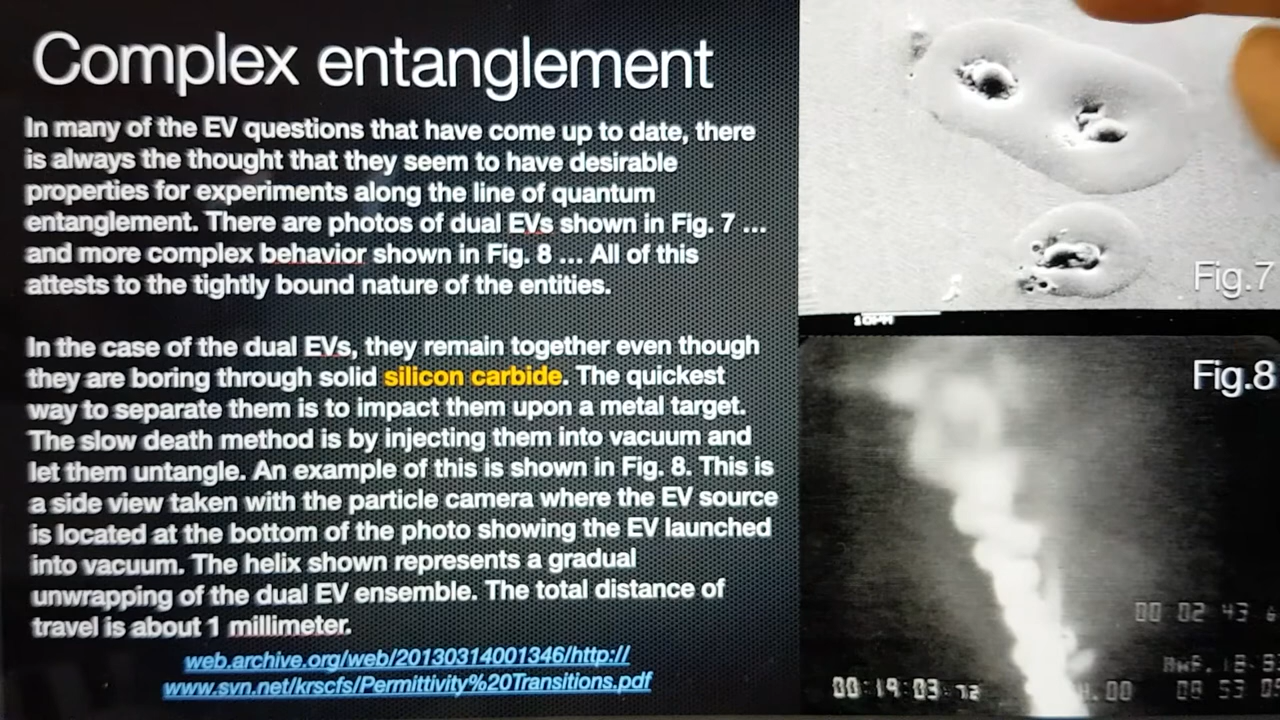 Complex entanglement
In many of the EV questions that have come up to date, there
is always the thought that they seem to have desirable
properties for experiments along the line of quantum
entanglement. There are photos of dual EVs shown in Fig. 7 ...
and more complex behavior shown in Fig. 8 ... All of this
attests to the tightly bound nature of the entities.
In the case of the dual EVs, they remain together even though
they are boring through solid silicon carbide. The quickest
way to separate them is to impact them upon a metal target.
The slow death method is by injecting them into vacuum and
let them untangle. An example of this is shown in Fig. 8. This is
a side view taken with the particle camera where the EV source
is located at the bottom of the photo showing the EV launched
into vacuum. The helix shown represents a gradual
unwrapping of the dual EV ensemble. The total distance of
travel is about 1 millimeter.
web.archive.org/web/20130314001346/http://
www.svn.net/krscfs/Permittivity%20Transitions.pdf
Fig.7
Fig.8
00 02 43
00:19:03
08 53